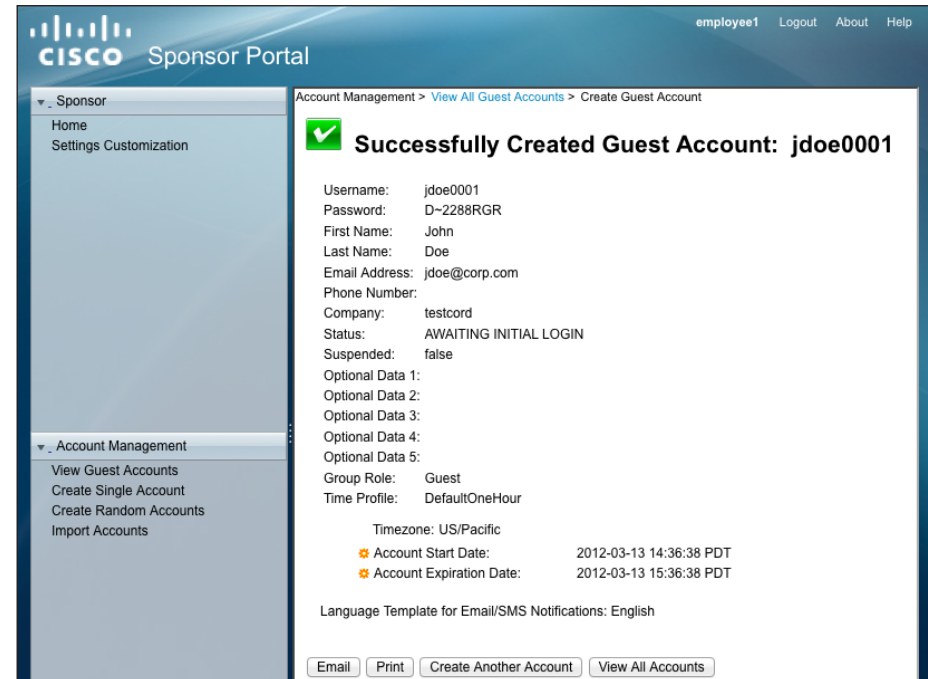 employee1 Logout About Help
CISCO Sponsor Portal
Sponsor
Home
Settings Customization
Account Management
View Guest Accounts
Create Single Account
Create Random Accounts
Import Accounts
Account Management > View All Guest Accounts > Create Guest Account
Successfully Created Guest Account: jdoe0001
Username: jdoe0001
Password: D~2288RGR
First Name: John
Last Name: Doe
Email Address: jdoe@corp.com
Phone Number:
Company: testcord
Status: AWAITING INITIAL LOGIN
Suspended: false
Optional Data 1:
Optional Data 2:
Optional Data 3:
Optional Data 4:
Optional Data 5:
Group Role: Guest
Time Profile: DefaultOneHour
Timezone: US/Pacific
Account Start Date: 2012-03-13 14:36:38 PDT
Account Expiration Date: 2012-03-13 15:36:38 PDT
Language Template for Email/SMS Notifications: English
Email Print Create Another Account View All Accounts